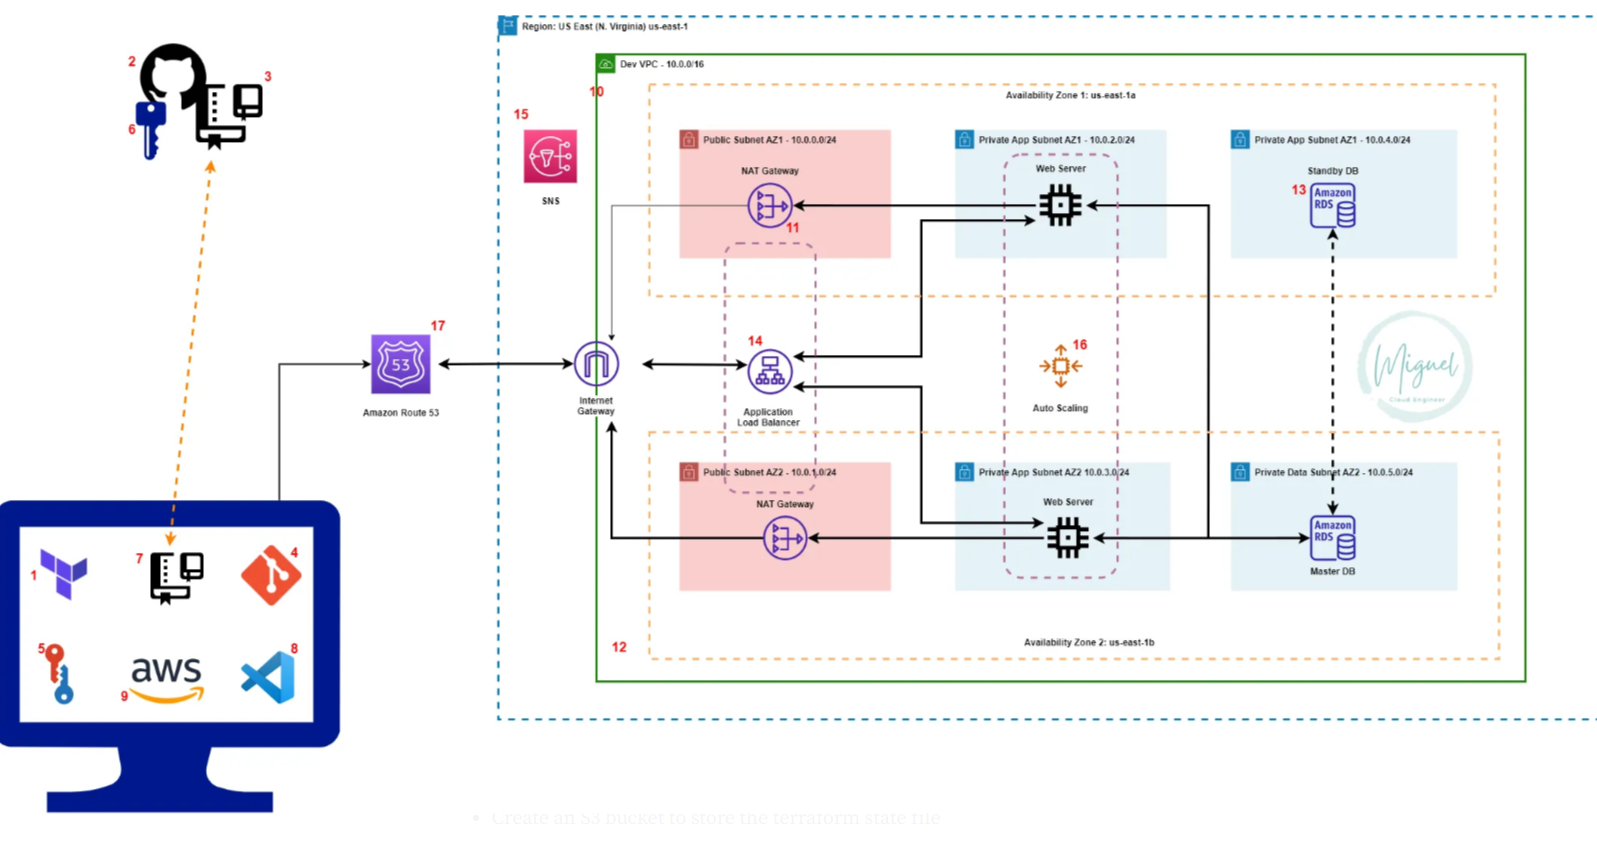 Region: US East (N. Virginia) us-east-1
Dev VPC - 10.0.0/16
10
Availability Zone 1: us-east-1a
2
3
6
15
SNS
Public Subnet AZ1 - 10.0.0.0/24
NAT Gateway
11
Private App Subnet AZ1 - 10.0.2.0/24
Web Server
Private App Subnet AZ1 - 10.0.4.0/24
Standby DB
13
Amazon
RDS
17
53
Amazon Route 53
Internet
Gateway
14
Application
Load Balancer
16
Auto Scaling
Miguel
Cloud Engineer
Public Subnet AZ2 - 10.0.1.0/24
NAT Gateway
Private App Subnet AZ2 10.0.3.0/24
Web Server
Private Data Subnet AZ2 - 10.0.5.0/24
Amazon
RDS
Master DB
12
Availability Zone 2: us-east-1b
1
7
4
5
aws
9
8
Create an S3 bucket to store the terraform state file